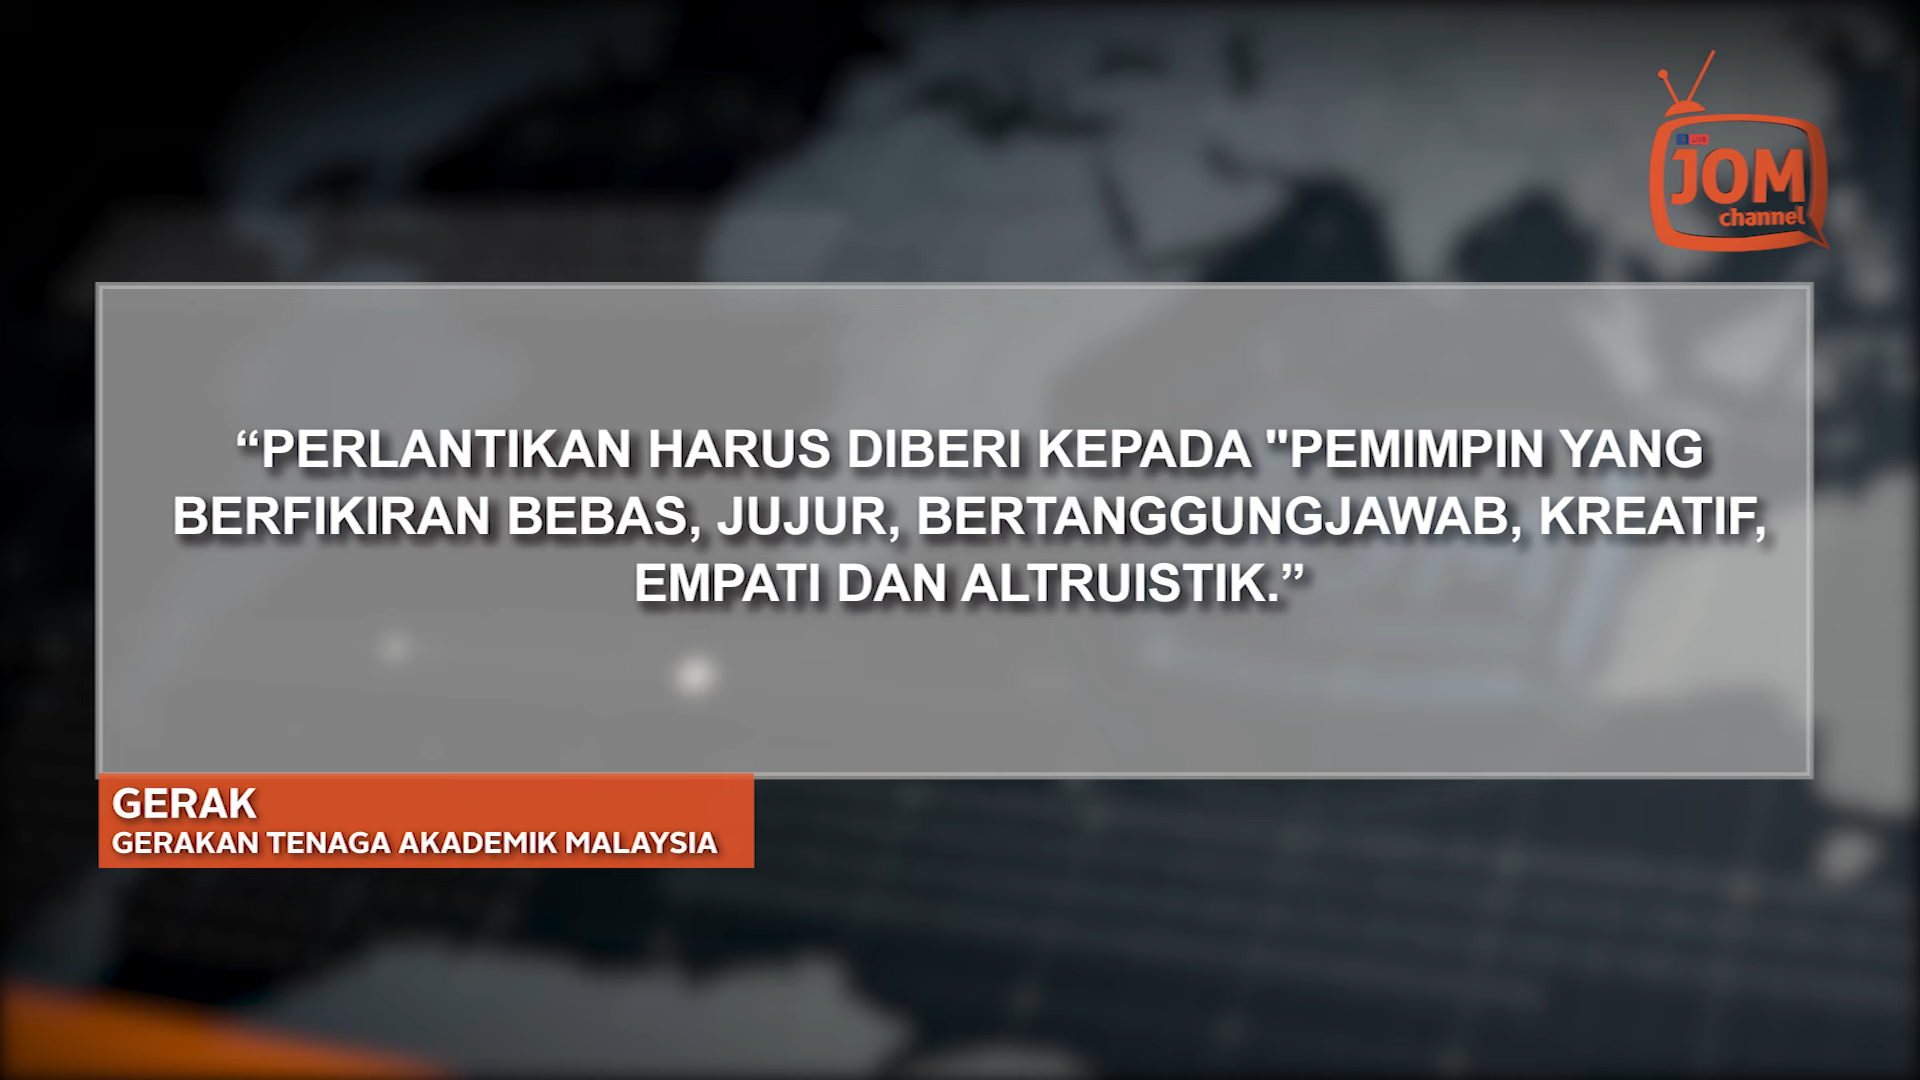 LIVE
JOM
channel
“PERLANTIKAN HARUS DIBERI KEPADA "PEMIMPIN YANG
BERFIKIRAN BEBAS, JUJUR, BERTANGGUNGJAWAB, KREATIF,
EMPATI DAN ALTRUISTIK.”
GERAK
GERAKAN TENAGA AKADEMIK MALAYSIA